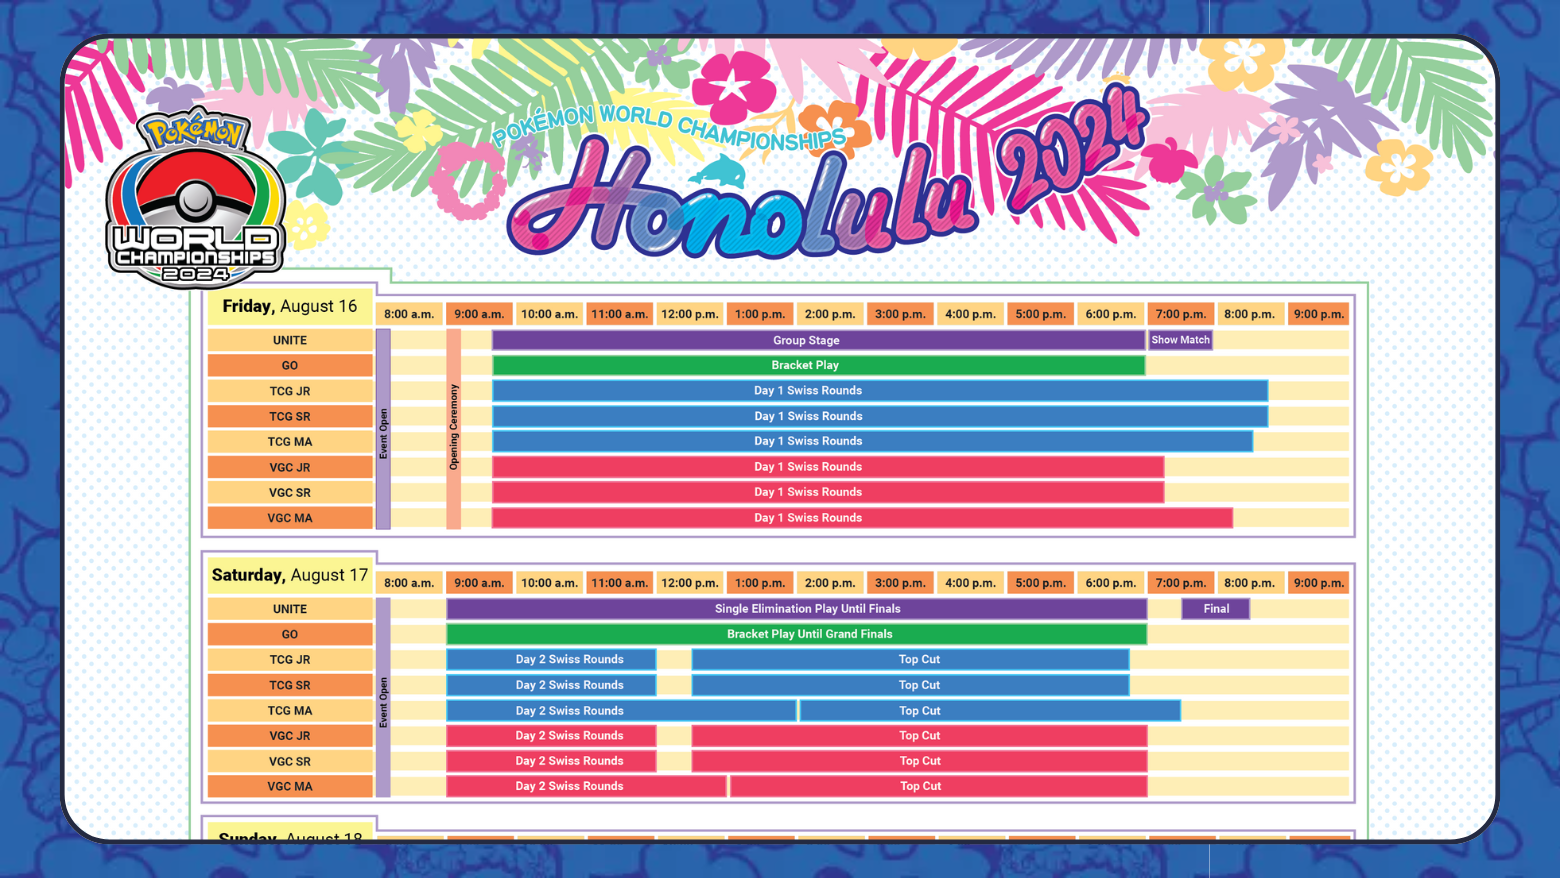 POKÉMON WORLD CHAMPIONSHIPS
Honolulu 2024
Pokémon
WORLD
CHAMPIONSHIPS
2024
Friday, August 16
8:00 a.m. 9:00 a.m. 10:00 a.m. 11:00 a.m. 12:00 p.m. 1:00 p.m. 2:00 p.m. 3:00 p.m. 4:00 p.m. 5:00 p.m. 6:00 p.m. 7:00 p.m. 8:00 p.m. 9:00 p.m.
Event Open
Opening Ceremony
UNITE Group Stage Show Match
GO Bracket Play
TCG JR Day 1 Swiss Rounds
TCG SR Day 1 Swiss Rounds
TCG MA Day 1 Swiss Rounds
VGC JR Day 1 Swiss Rounds
VGC SR Day 1 Swiss Rounds
VGC MA Day 1 Swiss Rounds
Saturday, August 17
8:00 a.m. 9:00 a.m. 10:00 a.m. 11:00 a.m. 12:00 p.m. 1:00 p.m. 2:00 p.m. 3:00 p.m. 4:00 p.m. 5:00 p.m. 6:00 p.m. 7:00 p.m. 8:00 p.m. 9:00 p.m.
Event Open
UNITE Single Elimination Play Until Finals Final
GO Bracket Play Until Grand Finals
TCG JR Day 2 Swiss Rounds Top Cut
TCG SR Day 2 Swiss Rounds Top Cut
TCG MA Day 2 Swiss Rounds Top Cut
VGC JR Day 2 Swiss Rounds Top Cut
VGC SR Day 2 Swiss Rounds Top Cut
VGC MA Day 2 Swiss Rounds Top Cut
Sunday, August 18